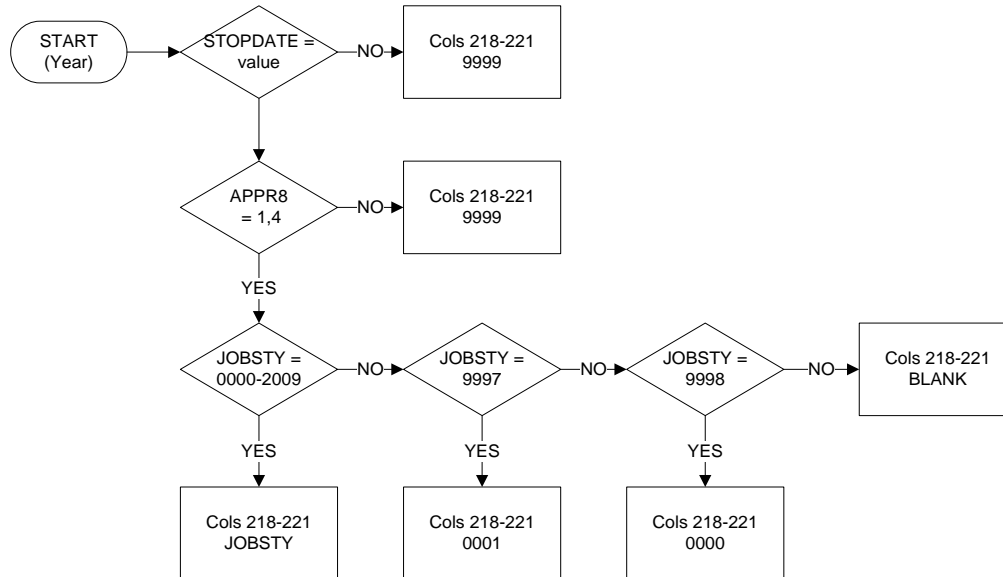 START
(Year)
STOPDATE =
value
NO
Cols 218-221
9999
APPR8
= 1,4
NO
Cols 218-221
9999
YES
JOBSTY =
0000-2009
NO
JOBSTY =
9997
NO
JOBSTY =
9998
NO
Cols 218-221
BLANK
YES
YES
YES
Cols 218-221
JOBSTY
Cols 218-221
0001
Cols 218-221
0000